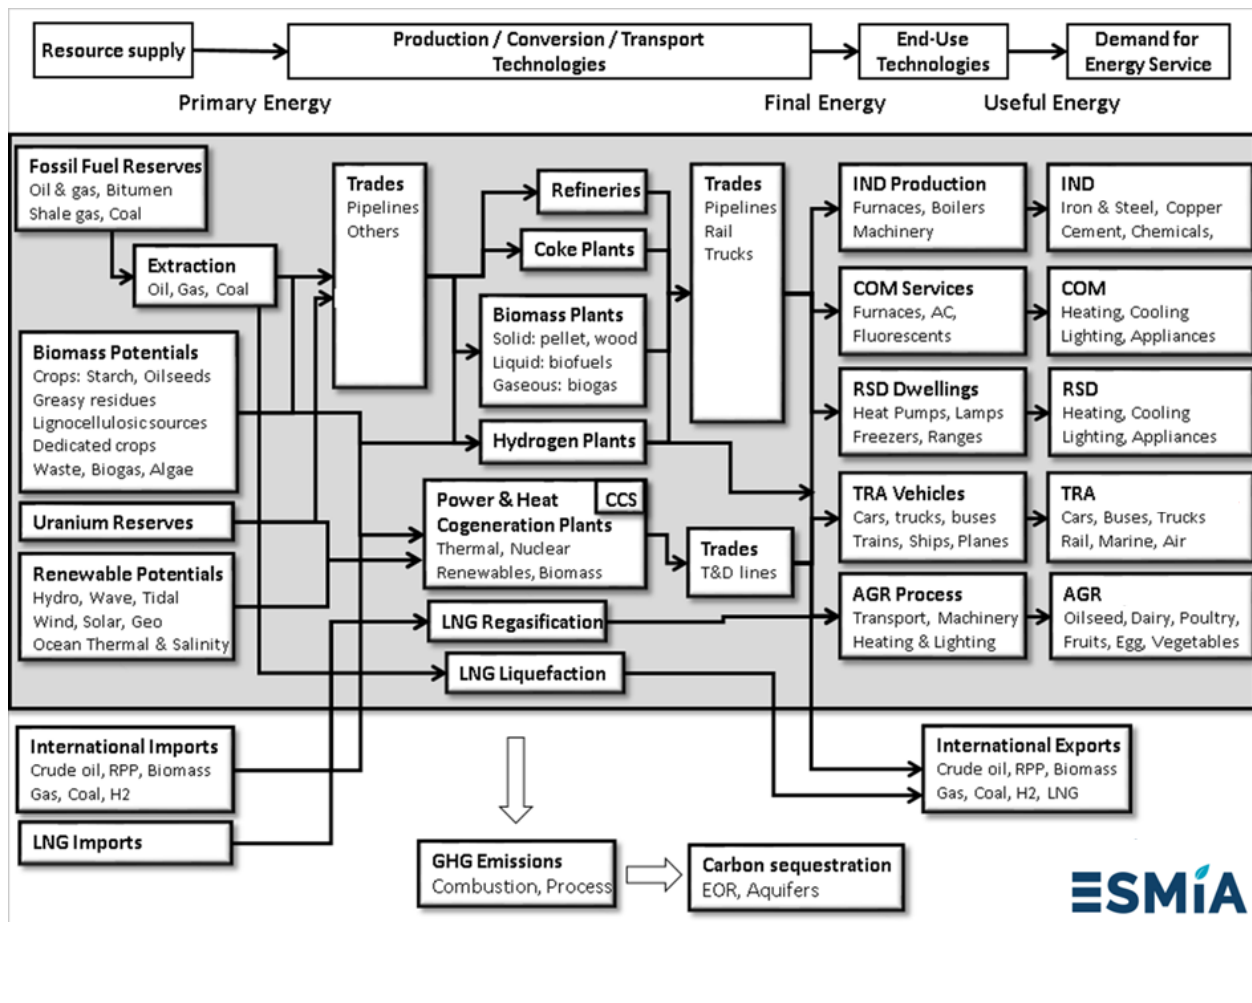 Resource supply
Production / Conversion / Transport
Technologies
End-Use
Technologies
Demand for
Energy Service
Primary Energy
Final Energy
Useful Energy
Fossil Fuel Reserves
Oil & gas, Bitumen
Shale gas, Coal
Extraction
Oil, Gas, Coal
Biomass Potentials
Crops: Starch, Oilseeds
Greasy residues
Lignocellulosic sources
Dedicated crops
Waste, Biogas, Algae
Uranium Reserves
Renewable Potentials
Hydro, Wave, Tidal
Wind, Solar, Geo
Ocean Thermal & Salinity
Trades
Pipelines
Others
Refineries
Coke Plants
Biomass Plants
Solid: pellet, wood
Liquid: biofuels
Gaseous: biogas
Hydrogen Plants
Power & Heat
CCS
Cogeneration Plants
Thermal, Nuclear
Renewables, Biomass
LNG Regasification
LNG Liquefaction
Trades
Pipelines
Rail
Trucks
Trades
T&D lines
IND Production
Furnaces, Boilers
Machinery
COM Services
Furnaces, AC,
Fluorescents
RSD Dwellings
Heat Pumps, Lamps
Freezers, Ranges
TRA Vehicles
Cars, trucks, buses
Trains, Ships, Planes
AGR Process
Transport, Machinery
Heating & Lighting
IND
Iron & Steel, Copper
Cement, Chemicals,
COM
Heating, Cooling
Lighting, Appliances
RSD
Heating, Cooling
Lighting, Appliances
TRA
Cars, Buses, Trucks
Rail, Marine, Air
AGR
Oilseed, Dairy, Poultry,
Fruits, Egg, Vegetables
International Imports
Crude oil, RPP, Biomass
Gas, Coal, H2
LNG Imports
International Exports
Crude oil, RPP, Biomass
Gas, Coal, H2, LNG
GHG Emissions
Combustion, Process
Carbon sequestration
EOR, Aquifers
ESMiA